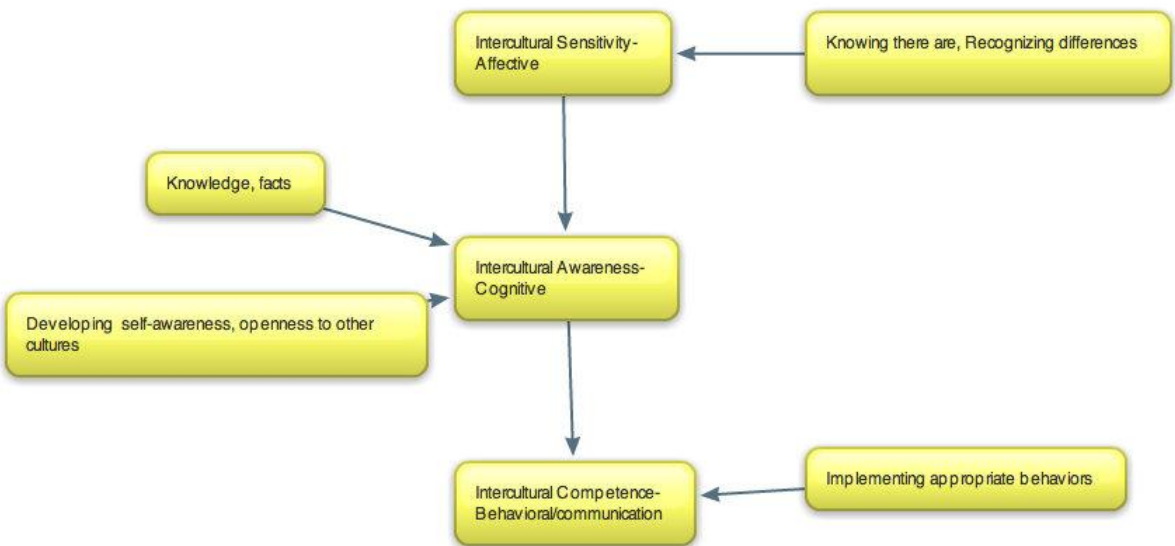 Intercultural Sensitivity-
Affective
Knowing there are, Recognizing differences
Knowledge, facts
Intercultural Awareness-
Cognitive
Developing self-awareness, openness to other
cultures
Intercultural Competence-
Behavioral/communication
Implementing appropriate behaviors